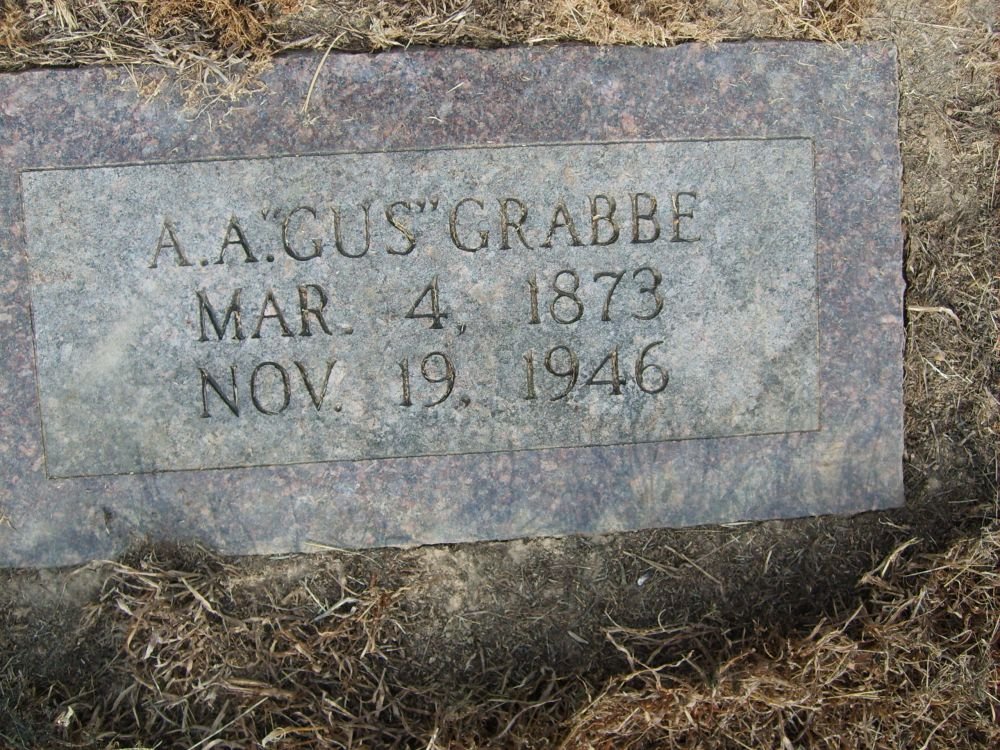 A.A. "GUS" GRABBE
MAR. 4, 1873
NOV. 19, 1946